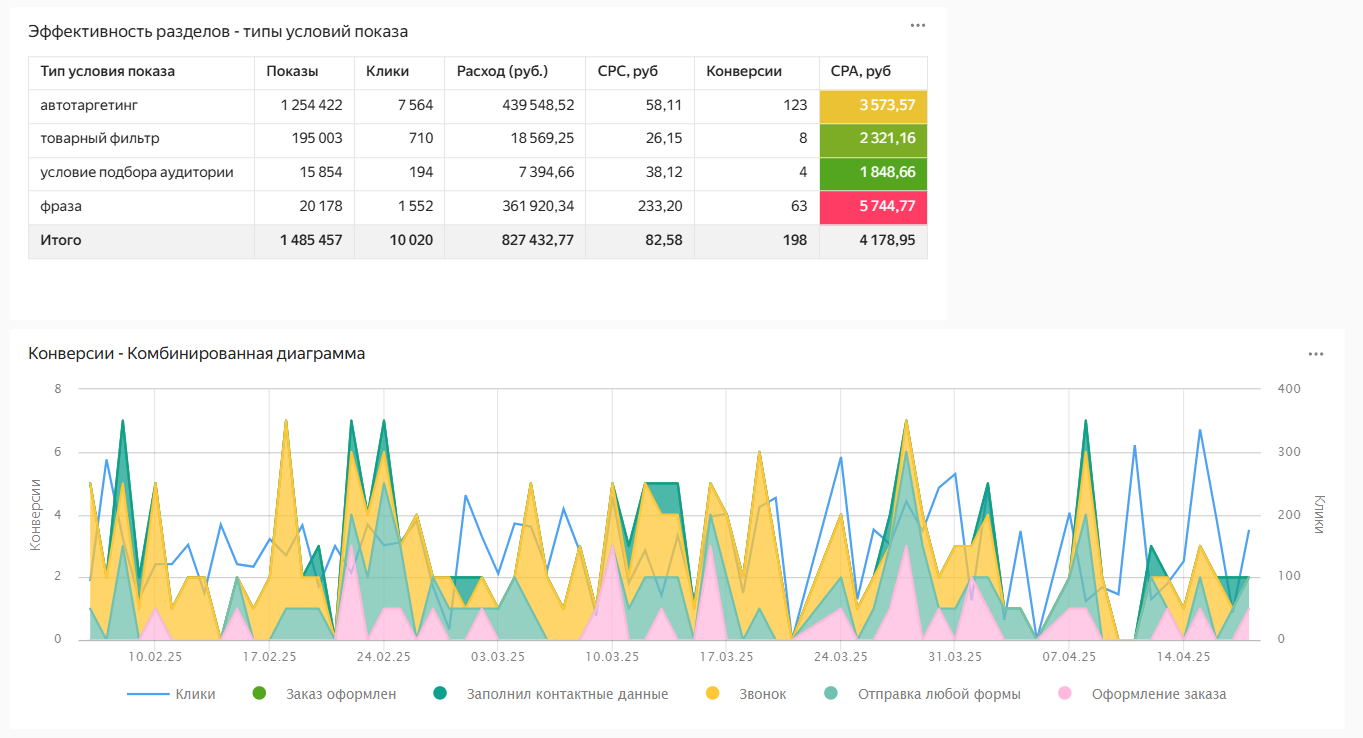 Эффективность разделов - типы условий показа
Тип условия показа Показы Клики Расход (руб.) CPC, руб Конверсии CPA, руб
автотаргетинг 1 254 422 7 564 439 548,52 58,11 123 3 573,57
товарный фильтр 195 003 710 18 569,25 26,15 8 2 321,16
условие подбора аудитории 15 854 194 7 394,66 38,12 4 1 848,66
фраза 20 178 1 552 361 920,34 233,20 63 5 744,77
Итого 1 485 457 10 020 827 432,77 82,58 198 4 178,95
Конверсии - Комбинированная диаграмма
8 400
6 300
4 200
2 100
0 0
Конверсии
Клики
10.02.25 17.02.25 24.02.25 03.03.25 10.03.25 17.03.25 24.03.25 31.03.25 07.04.25 14.04.25
Клики Заказ оформлен Заполнил контактные данные Звонок Отправка любой формы Оформление заказа